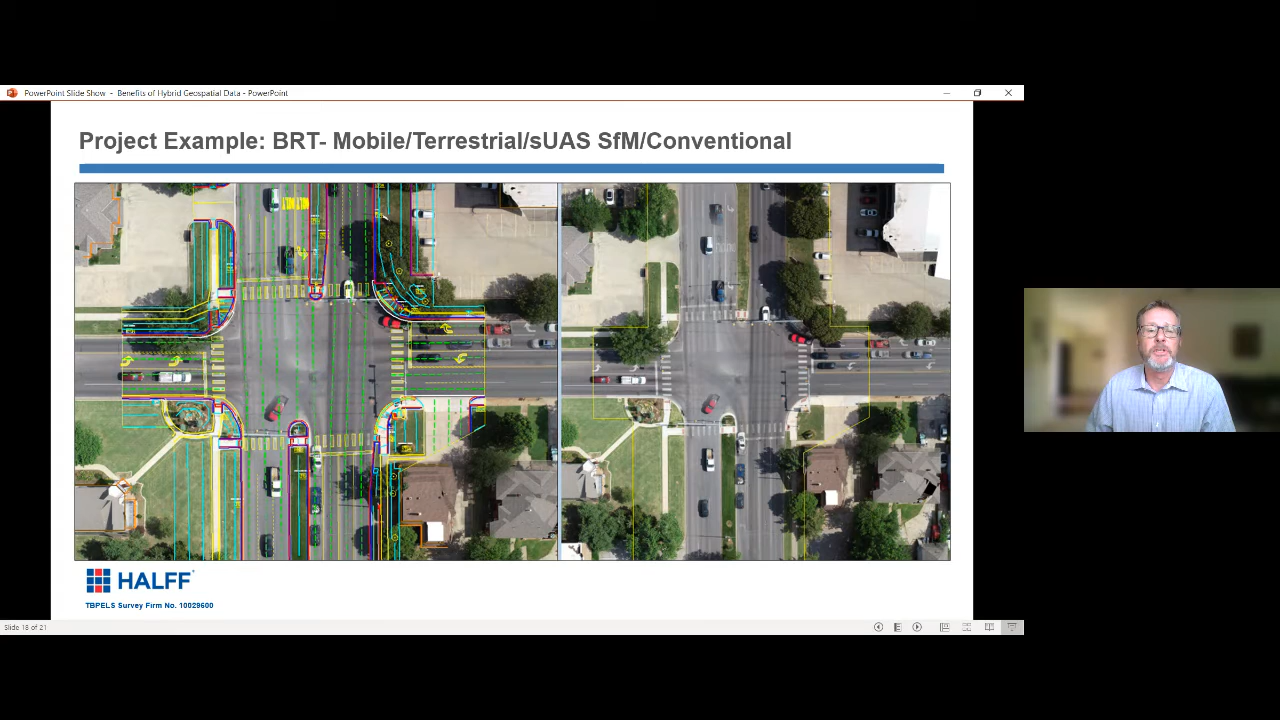 PowerPoint Slide Show - Benefits of Hybrid Geospatial Data - PowerPoint
Project Example: BRT- Mobile/Terrestrial/sUAS SfM/Conventional
HALFF
TBPELS Survey Firm No. 10029600
Slide 18 of 21